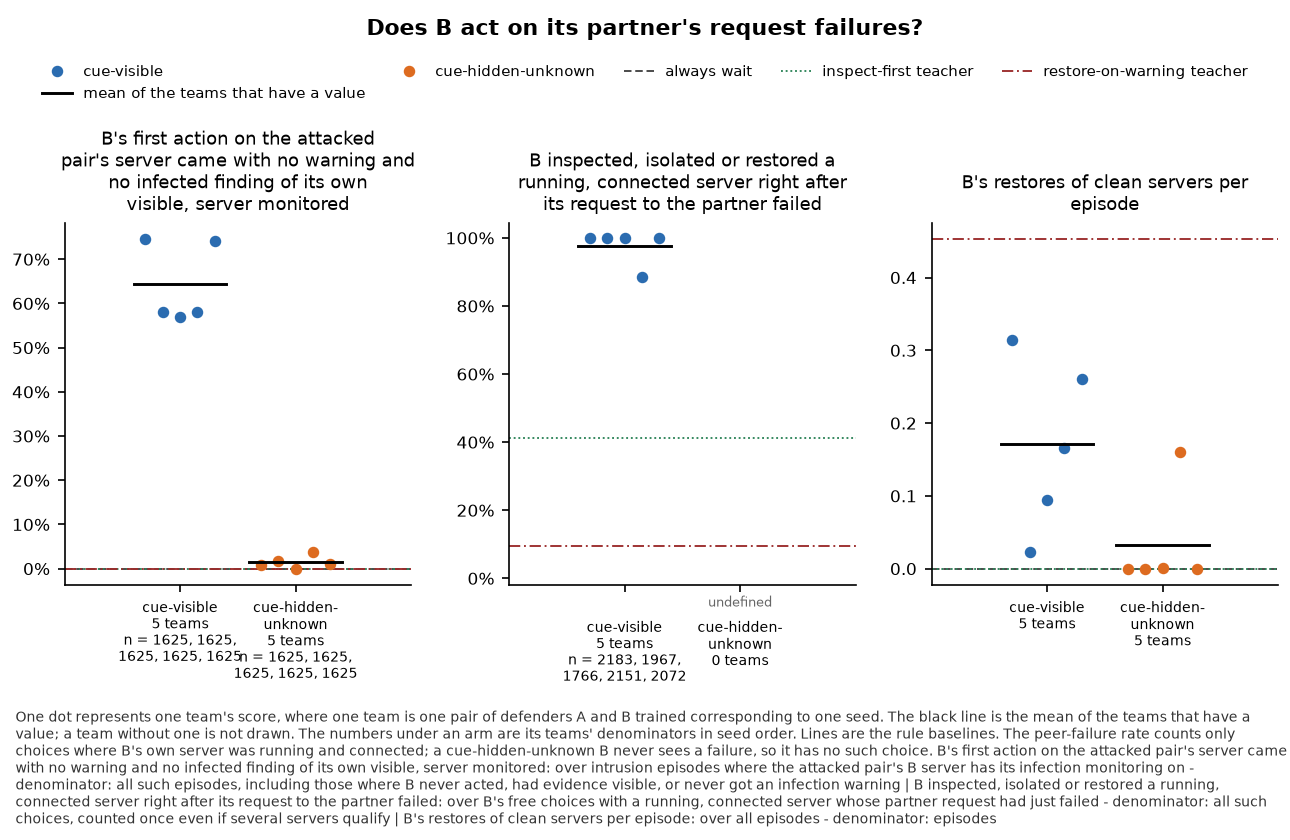 Does B act on its partner's request failures?
cue-visible
cue-hidden-unknown
always wait
inspect-first teacher
restore-on-warning teacher
mean of the teams that have a value
B's first action on the attacked
pair's server came with no warning and
no infected finding of its own
visible, server monitored
70%
60%
50%
40%
30%
20%
10%
0%
cue-visible
5 teams
n = 1625, 1625,
1625, 1625, 1625
cue-hidden-
unknown
5 teams
n = 1625, 1625,
1625, 1625, 1625
B inspected, isolated or restored a
running, connected server right after
its request to the partner failed
100%
80%
60%
40%
20%
0%
undefined
cue-visible
5 teams
n = 2183, 1967,
1766, 2151, 2072
cue-hidden-
unknown
0 teams
B's restores of clean servers per
episode
0.4
0.3
0.2
0.1
0.0
cue-visible
5 teams
cue-hidden-
unknown
5 teams
One dot represents one team's score, where one team is one pair of defenders A and B trained corresponding to one seed. The black line is the mean of the teams that have a
value; a team without one is not drawn. The numbers under an arm are its teams' denominators in seed order. Lines are the rule baselines. The peer-failure rate counts only
choices where B's own server was running and connected; a cue-hidden-unknown B never sees a failure, so it has no such choice. B's first action on the attacked pair's server came
with no warning and no infected finding of its own visible, server monitored: over intrusion episodes where the attacked pair's B server has its infection monitoring on -
denominator: all such episodes, including those where B never acted, had evidence visible, or never got an infection warning | B inspected, isolated or restored a running,
connected server right after its request to the partner failed: over B's free choices with a running, connected server whose partner request had just failed - denominator: all such
choices, counted once even if several servers qualify | B's restores of clean servers per episode: over all episodes - denominator: episodes